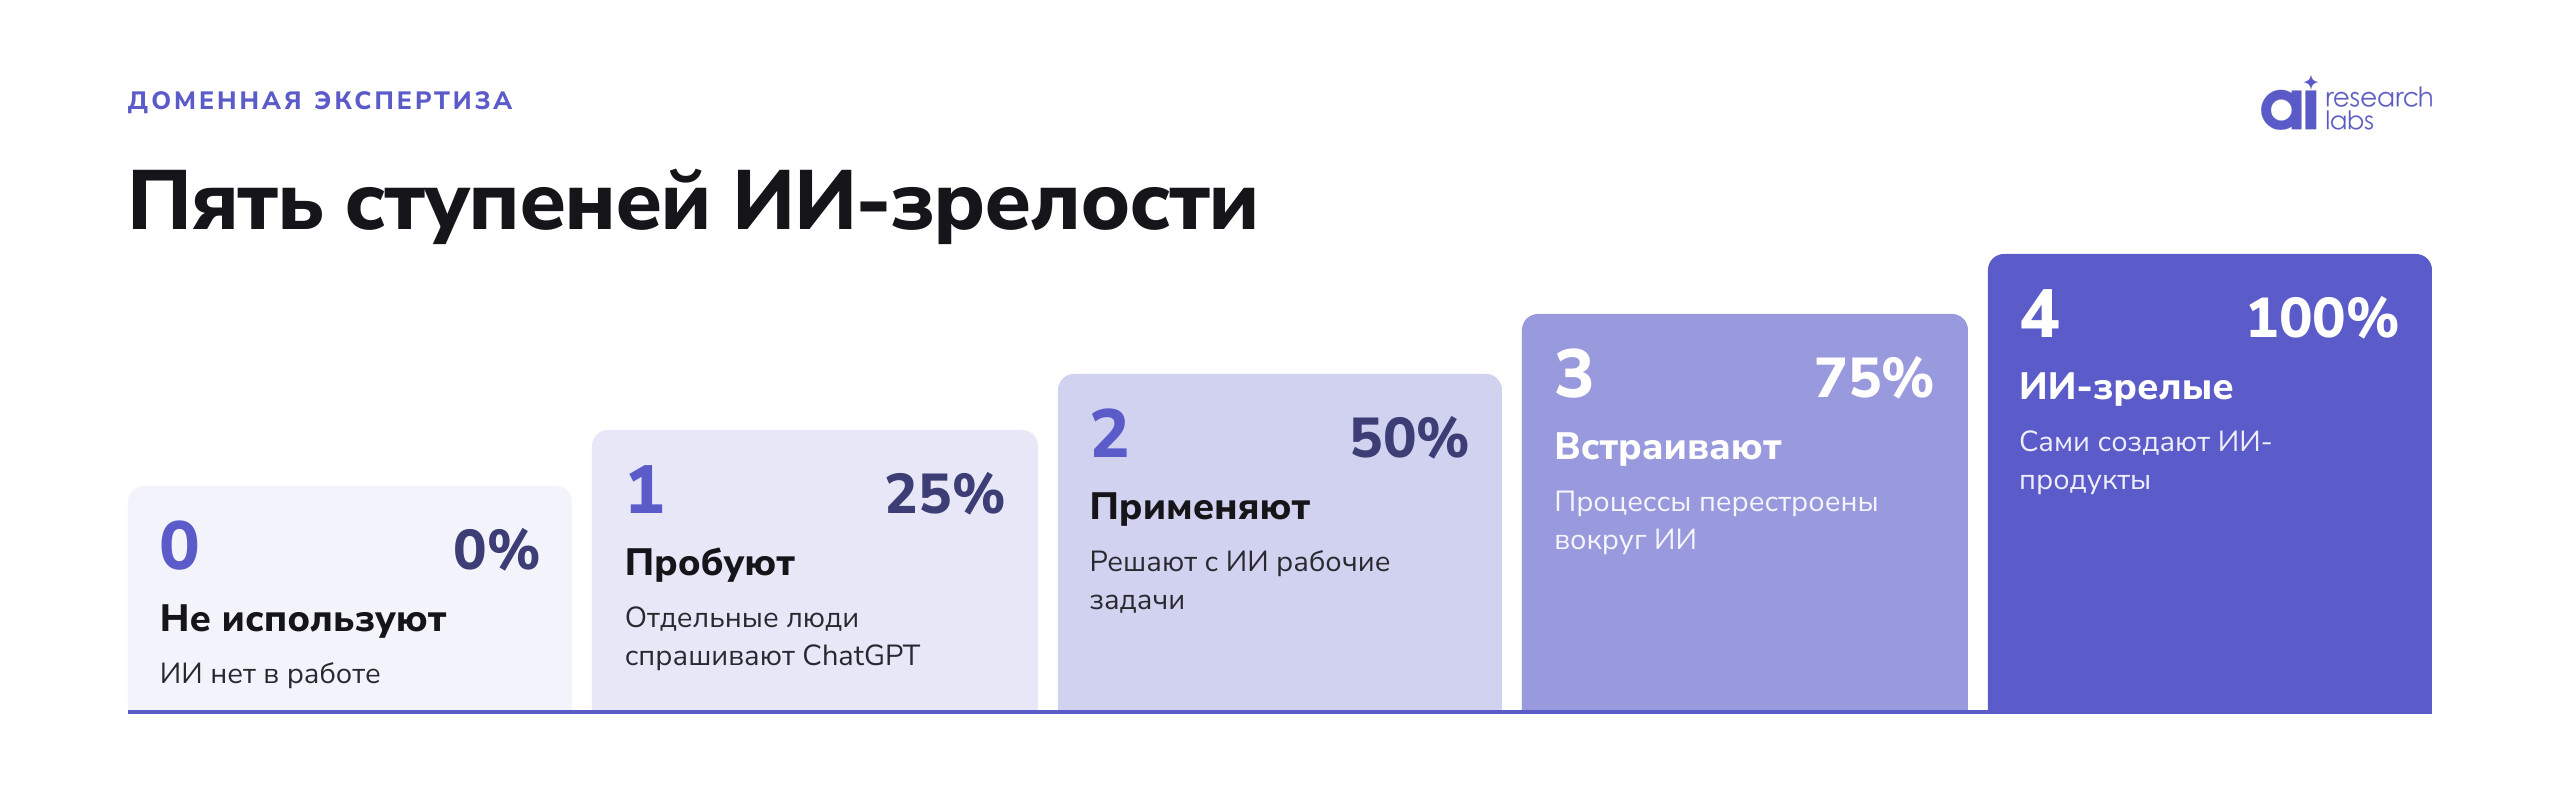 ДОМЕННАЯ ЭКСПЕРТИЗА
ai research
labs
Пять ступеней ИИ-зрелости
0 0%
Не используют
ИИ нет в работе
1 25%
Пробуют
Отдельные люди
спрашивают ChatGPT
2 50%
Применяют
Решают с ИИ рабочие
задачи
3 75%
Встраивают
Процессы перестроены
вокруг ИИ
4 100%
ИИ-зрелые
Сами создают ИИ-
продукты